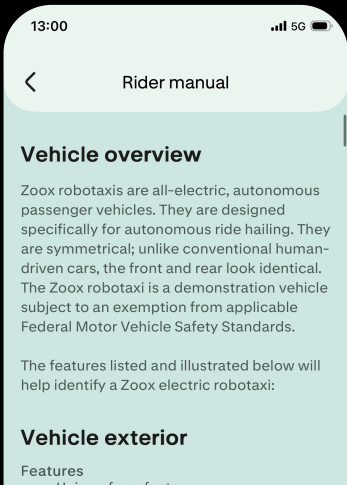 13:00
5G
Rider manual
Vehicle overview
Zoox robotaxis are all-electric, autonomous
passenger vehicles. They are designed
specifically for autonomous ride hailing. They
are symmetrical; unlike conventional human-
driven cars, the front and rear look identical.
The Zoox robotaxi is a demonstration vehicle
subject to an exemption from applicable
Federal Motor Vehicle Safety Standards.
The features listed and illustrated below will
help identify a Zoox electric robotaxi:
Vehicle exterior
Features